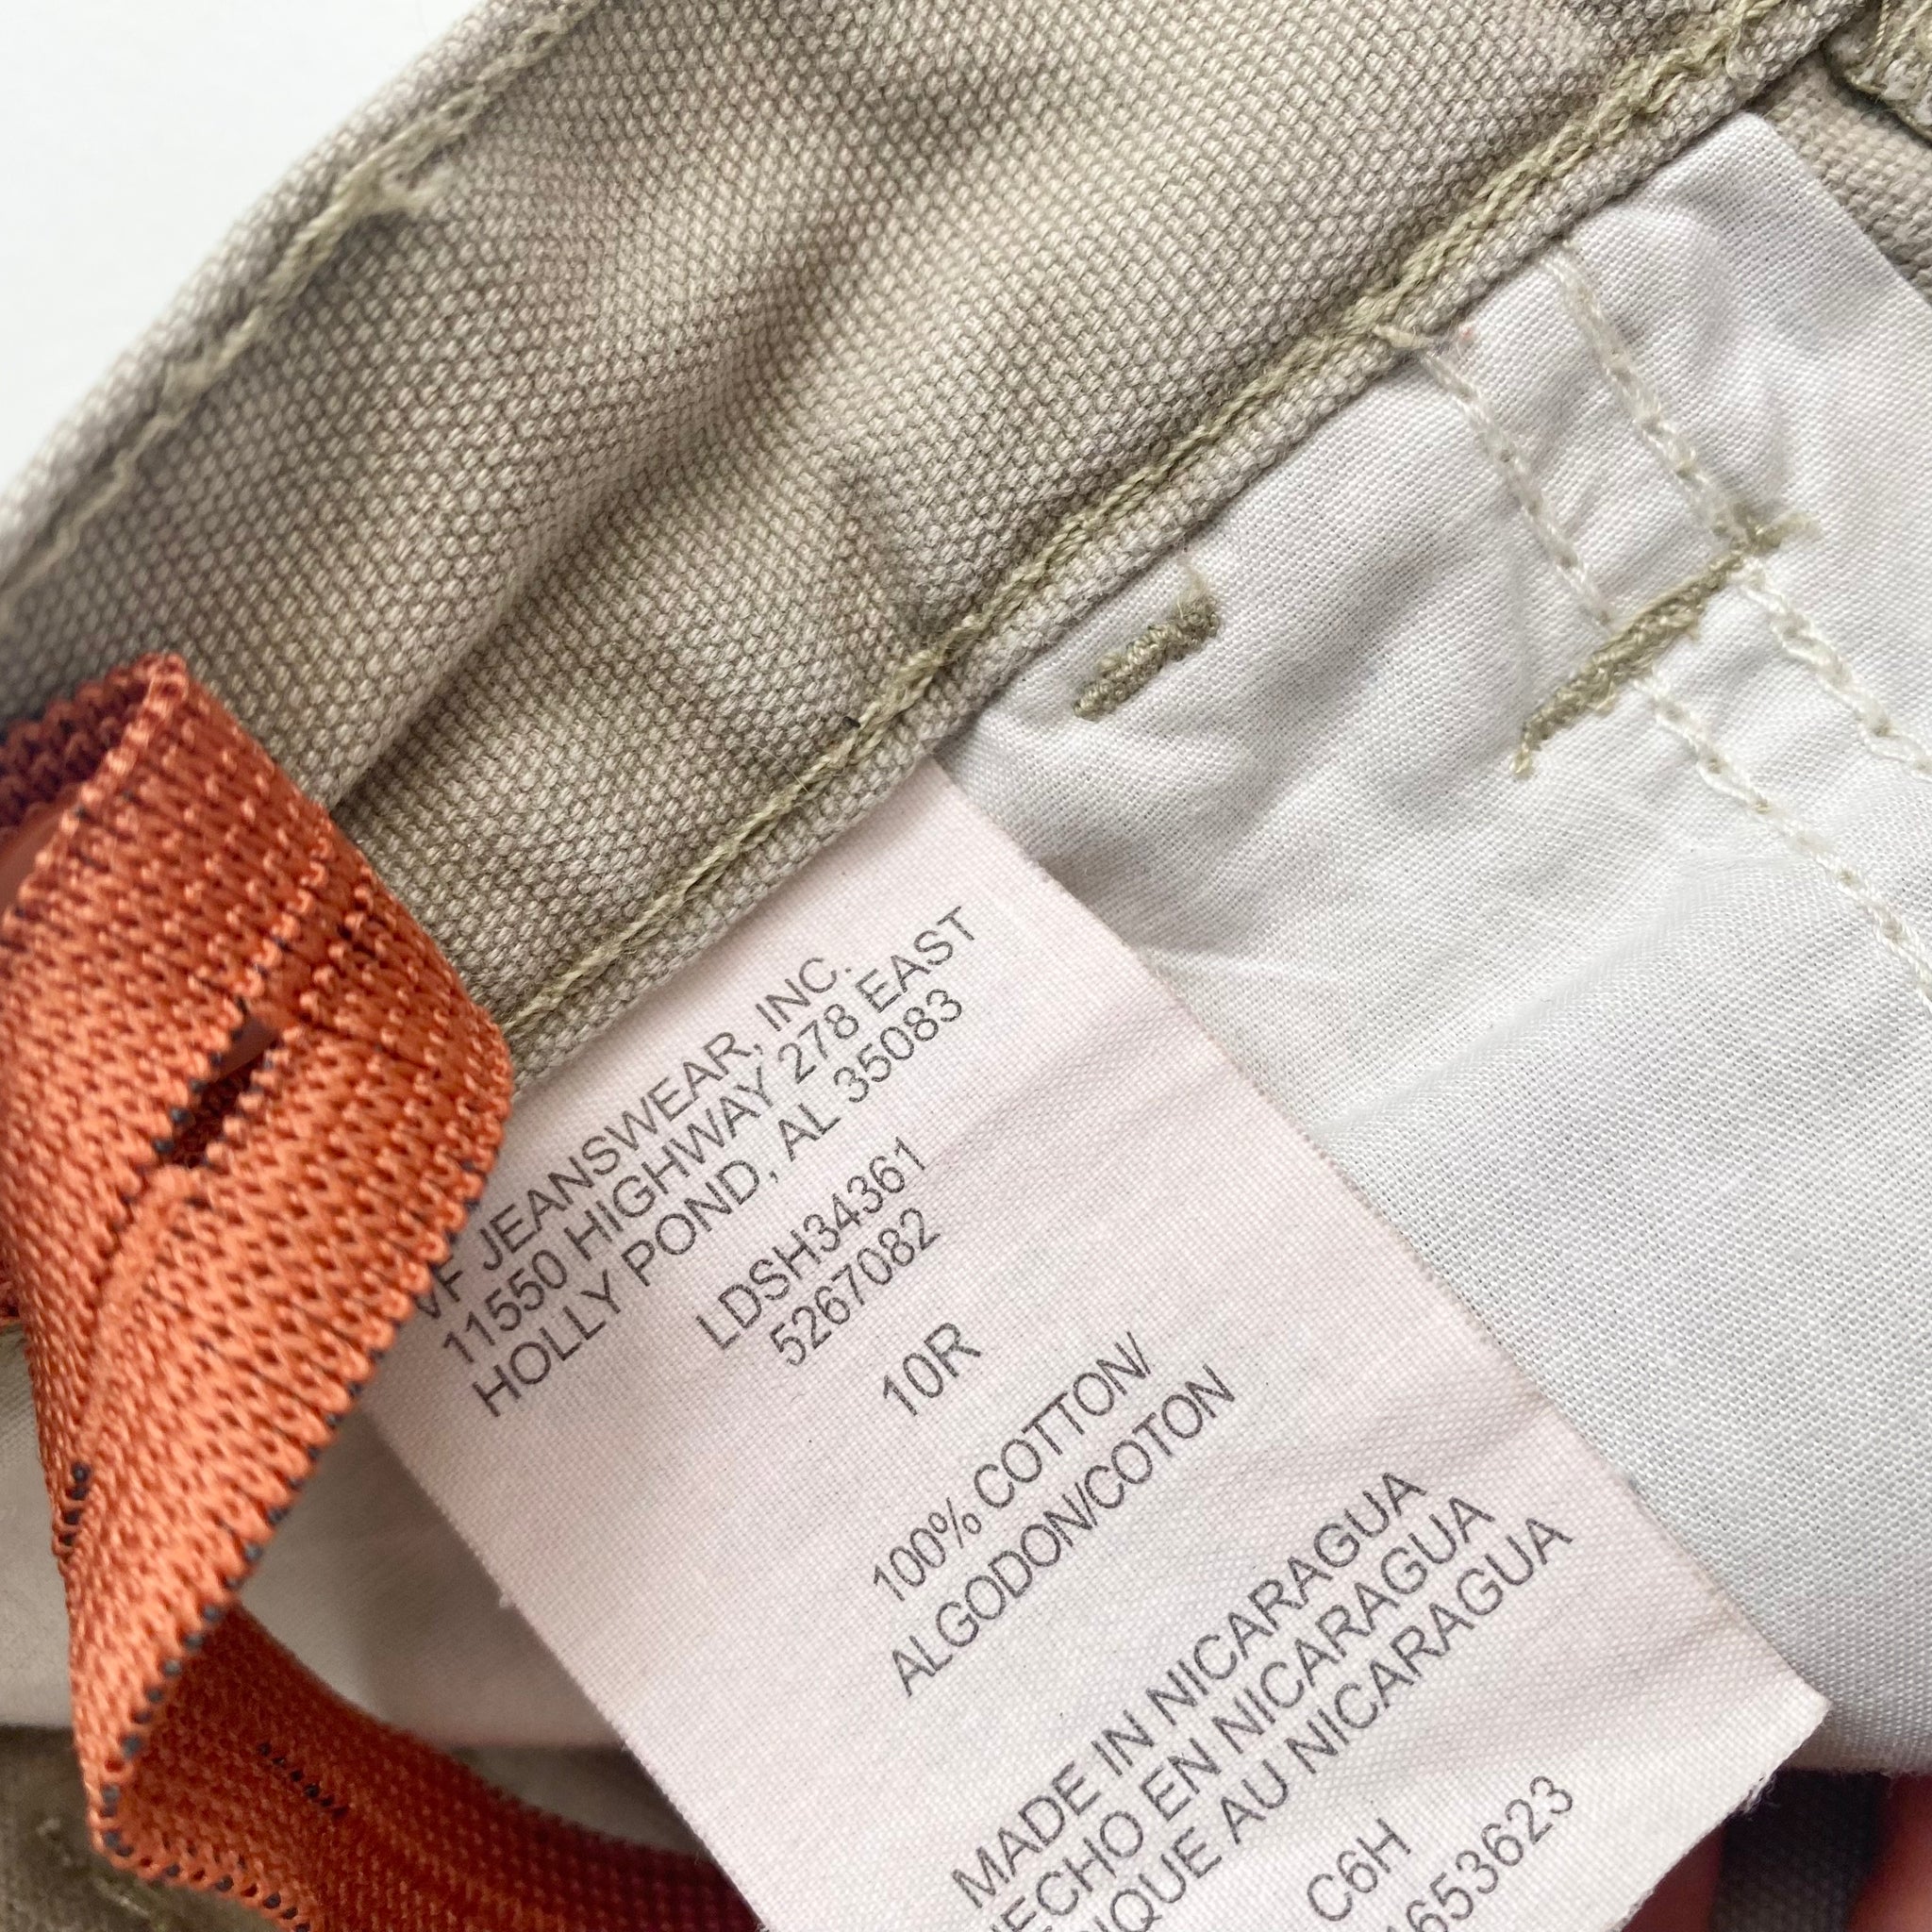 VF JEANSWEAR, INC.
11550 HIGHWAY 278 EAST
HOLLY POND, AL 35083
LDSH34361
5267082
10R
100% COTTON/
ALGODON/COTON
MADE IN NICARAGUA
HECHO EN NICARAGUA
AU NICARAGUA
C6H